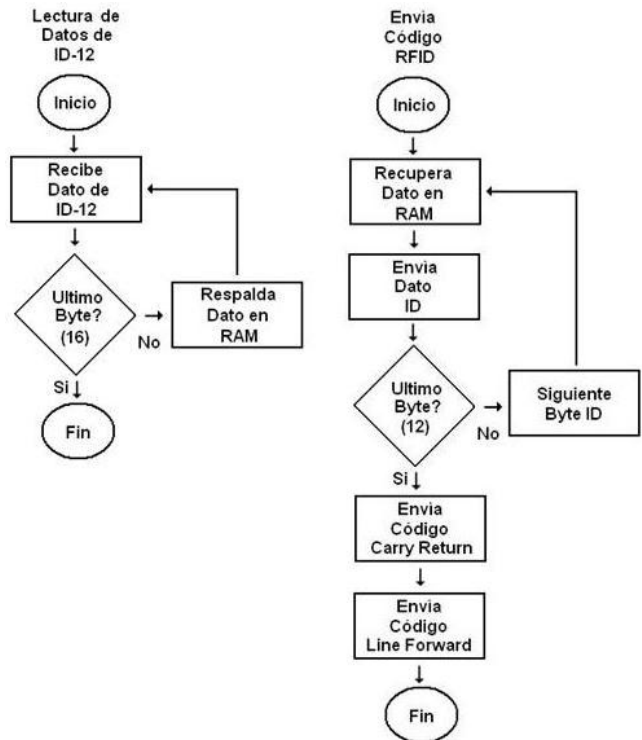 Lectura de
Datos de
ID-12
Inicio
Recibe
Dato de
ID-12
Ultimo
Byte?
(16)
No
Respalda
Dato en
RAM
Si
Fin
Envia
Código
RFID
Inicio
Recupera
Dato en
RAM
Envia
Dato
ID
Ultimo
Byte?
(12)
No
Siguiente
Byte ID
Si
Envia
Código
Carry Return
Envia
Código
Line Forward
Fin